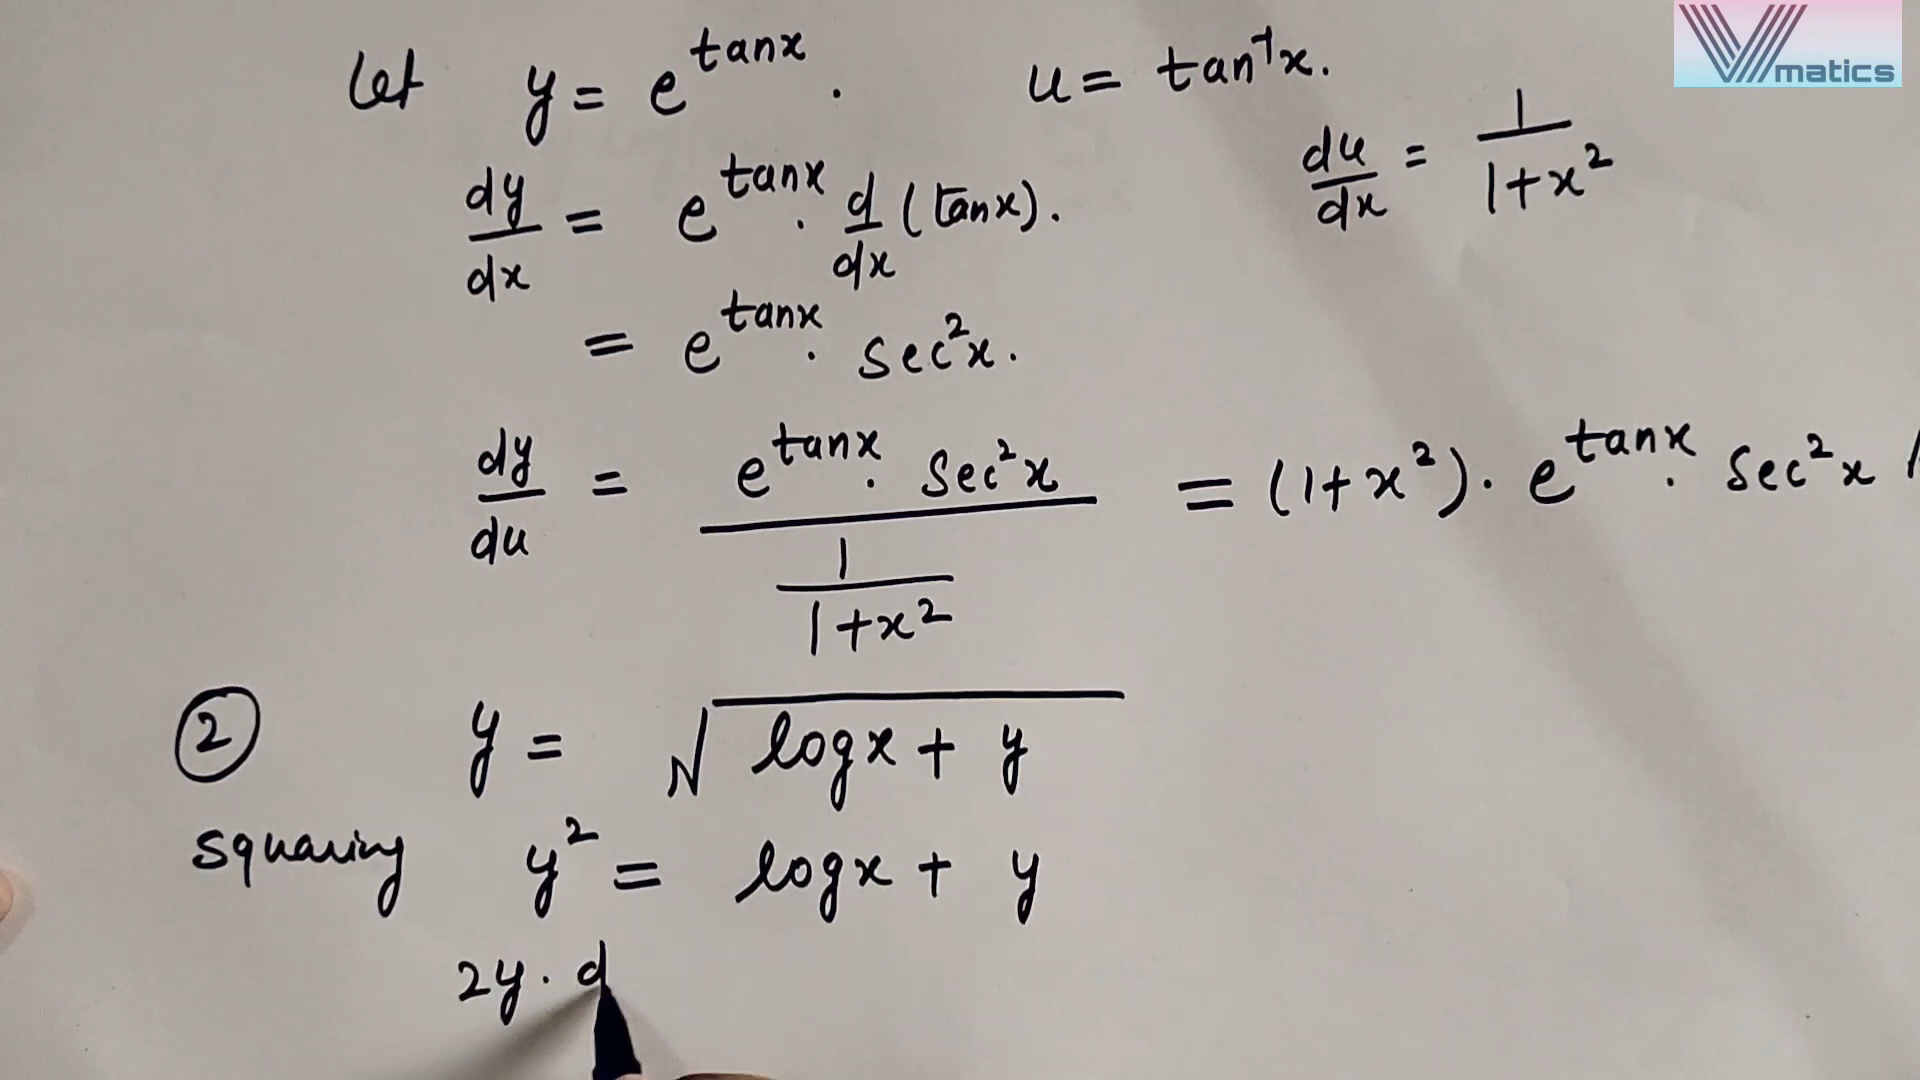 Vmatics
let y = e^tanx . u = tan⁻¹x.
dy/dx = e^tanx . d/dx (tanx). du/dx = 1/1+x²
= e^tanx . sec²x.
dy/du = e^tanx . sec²x / 1/1+x² = (1+x²). e^tanx . sec²x /
② y = √logx + y
squaring y² = logx + y
2y. d